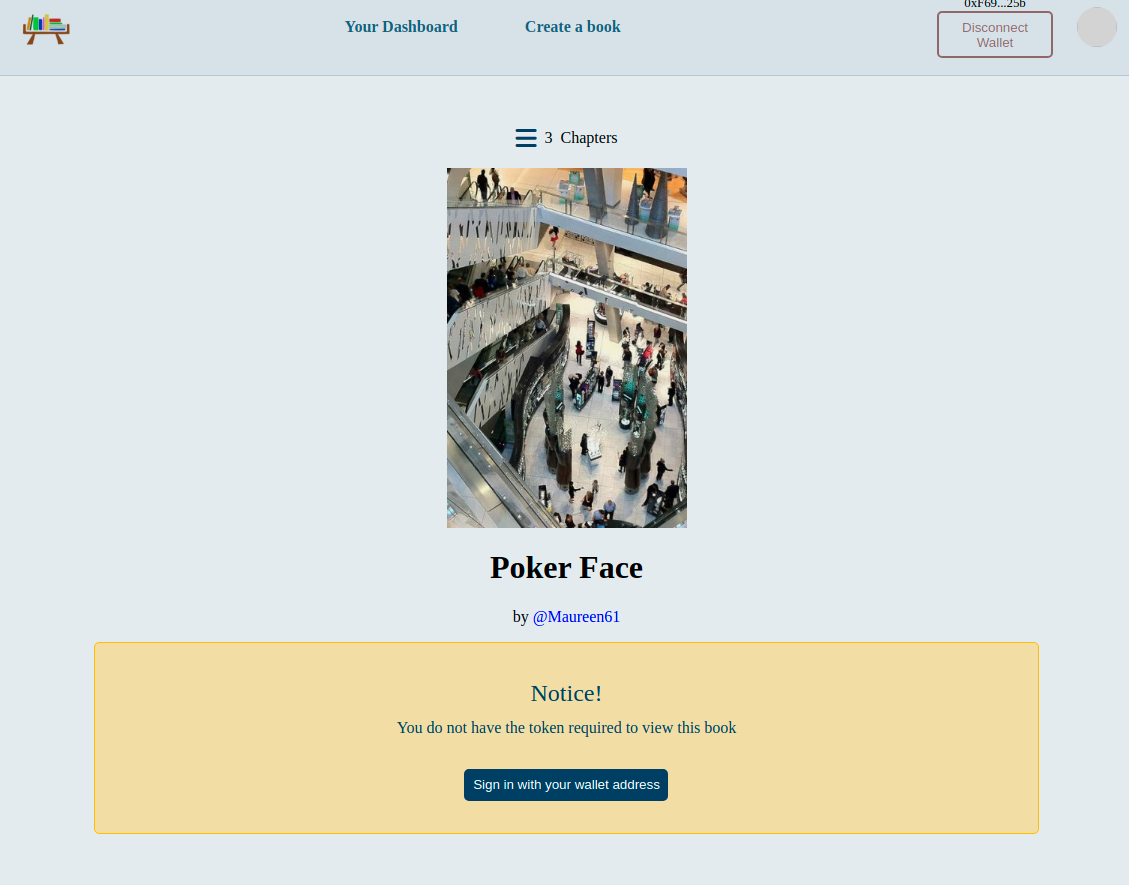 0xF69...25b
Your Dashboard
Create a book
Disconnect
Wallet
3 Chapters
Poker Face
by @Maureen61
Notice!
You do not have the token required to view this book
Sign in with your wallet address